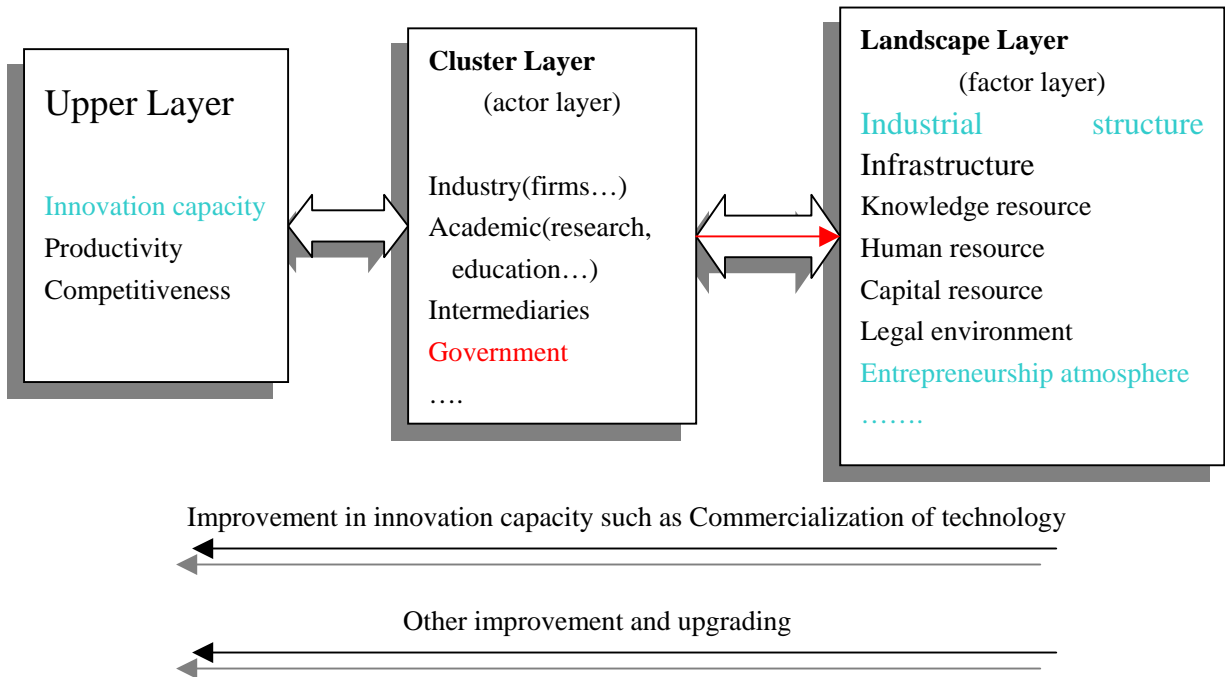 Upper Layer
Innovation capacity
Productivity
Competitiveness
Cluster Layer
(actor layer)
Industry(firms…)
Academic(research,
education…)
Intermediaries
Government
….
Landscape Layer
(factor layer)
Industrial structure
Infrastructure
Knowledge resource
Human resource
Capital resource
Legal environment
Entrepreneurship atmosphere
…….
Improvement in innovation capacity such as Commercialization of technology
Other improvement and upgrading